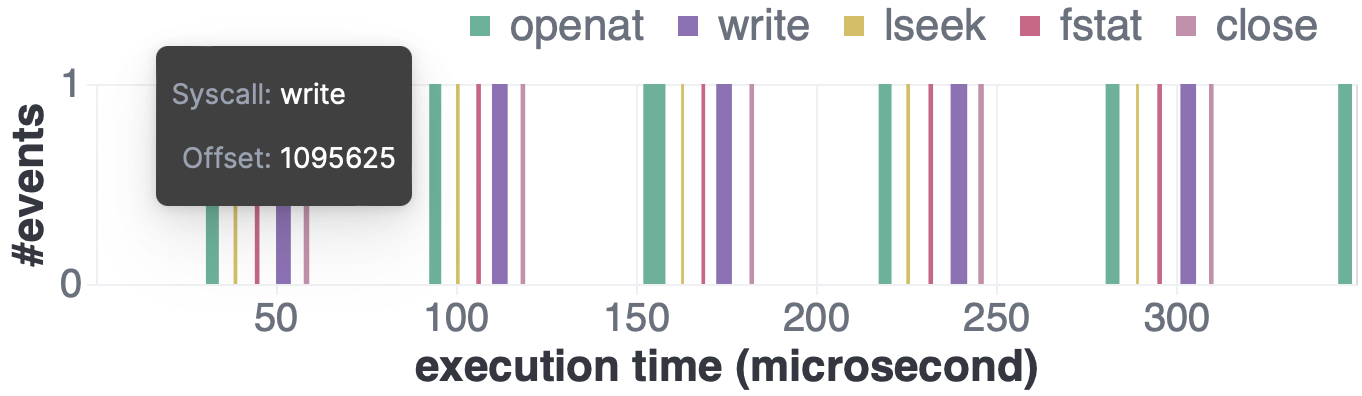 openat write lseek fstat close
Syscall: write
Offset: 1095625
1
#events
0
50 100 150 200 250 300
execution time (microsecond)